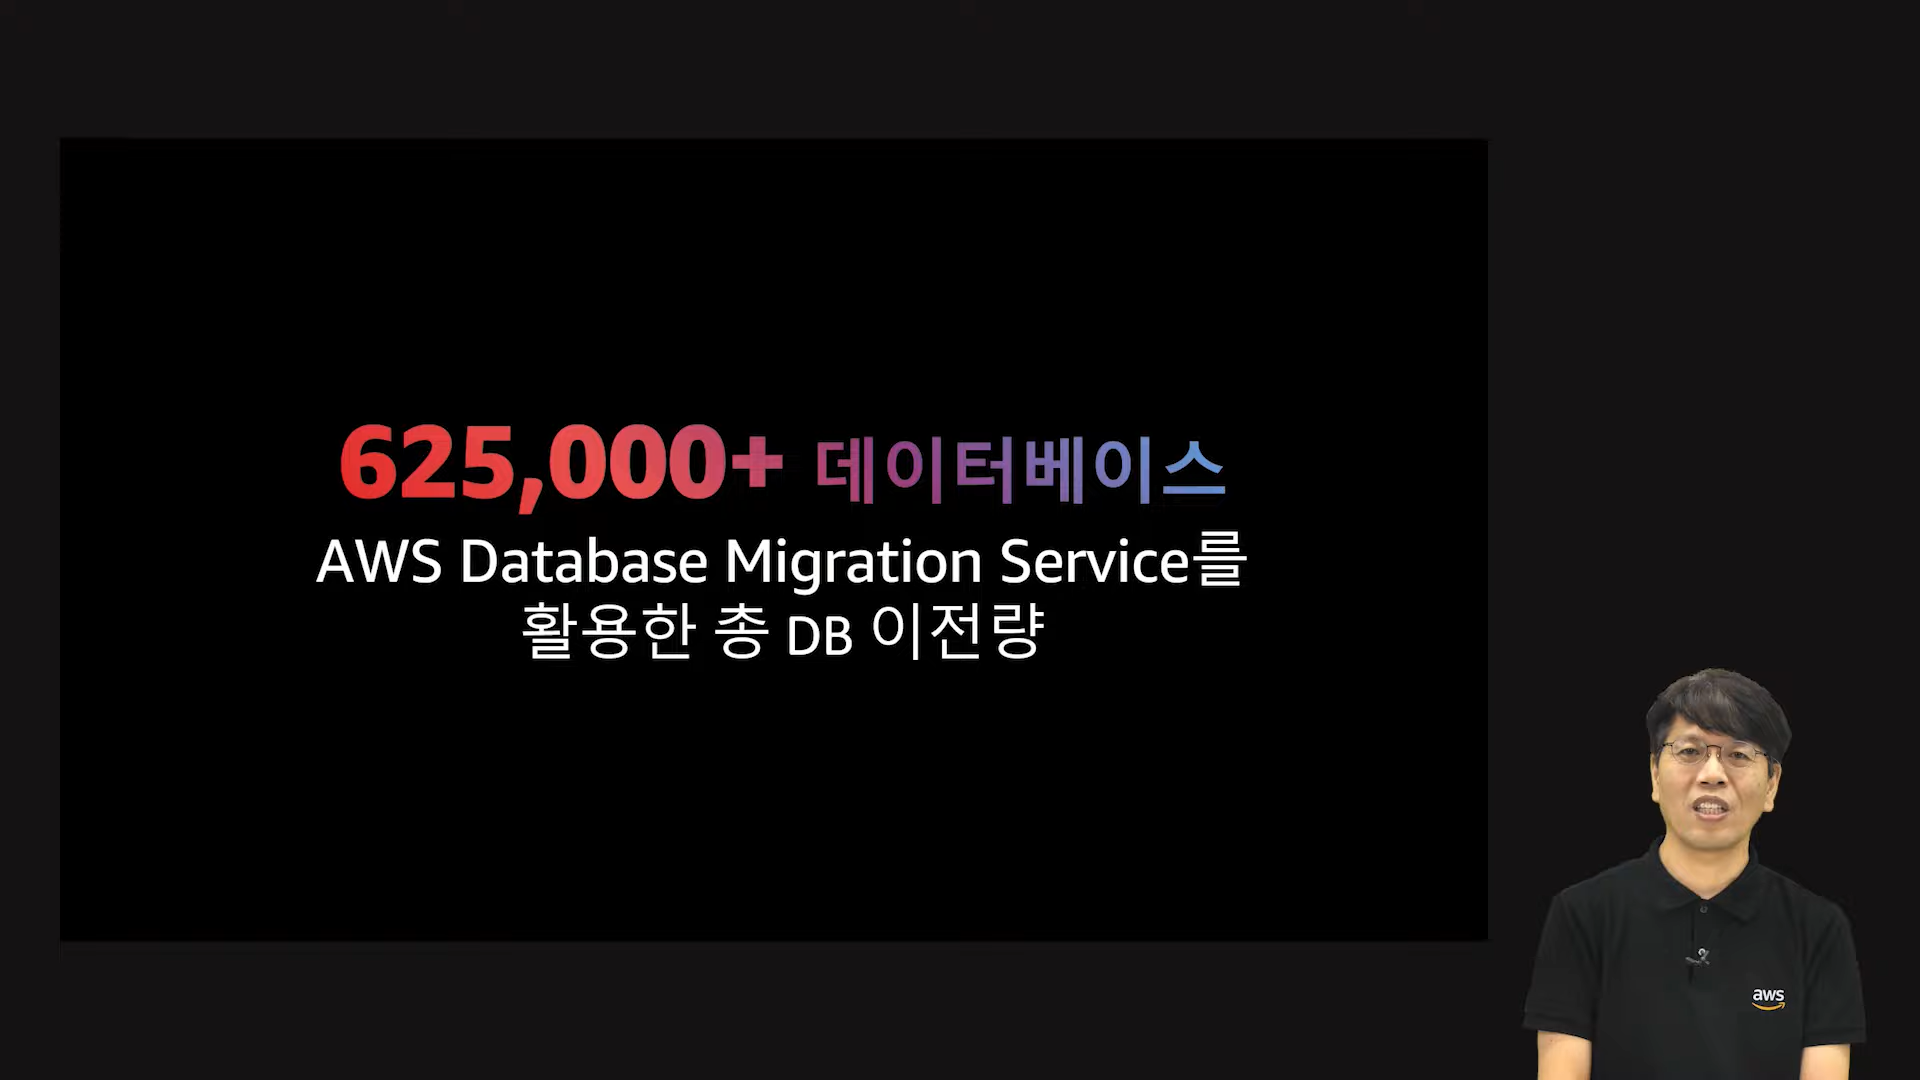 625,000+ 데이터베이스
AWS Database Migration Service를
활용한 총 DB 이전량
aws